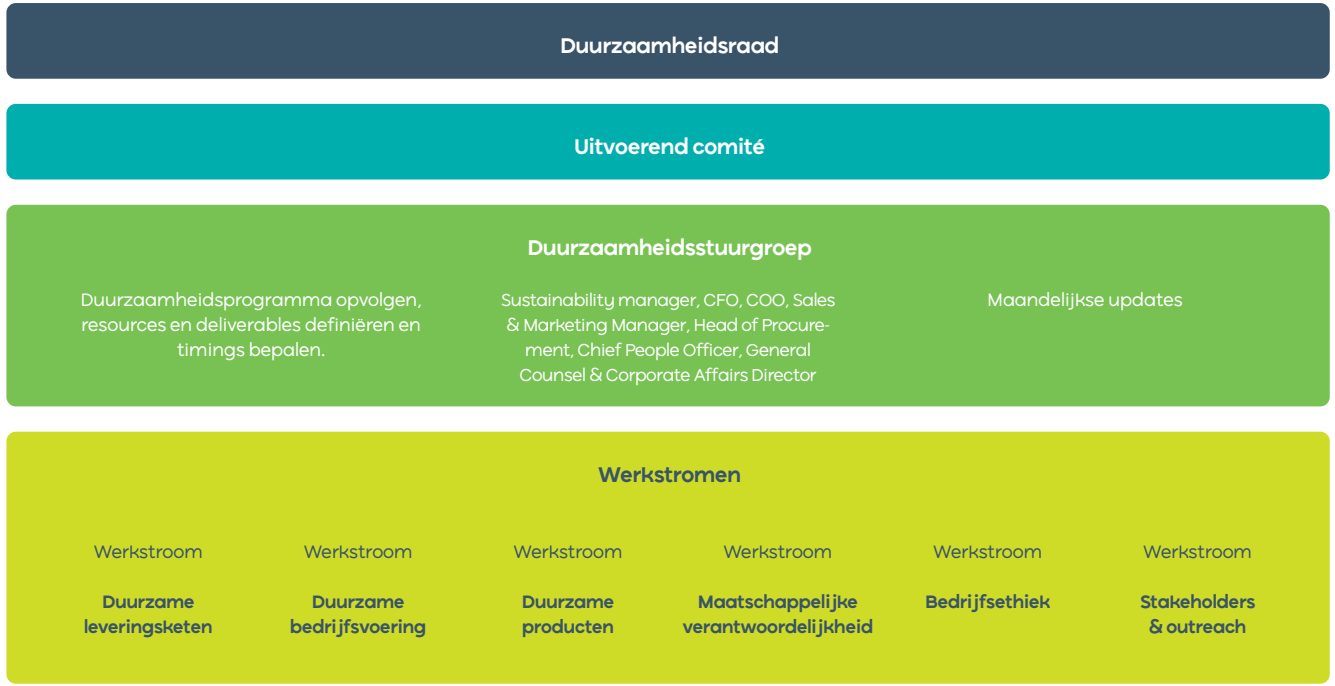 Duurzaamheidsraad
Uitvoerend comité
Duurzaamheidsstuurgroep
Duurzaamheidsprogramma opvolgen,
resources en deliverables definiëren en
timings bepalen.
Sustainability manager, CFO, COO, Sales
& Marketing Manager, Head of Procure-
ment, Chief People Officer, General
Counsel & Corporate Affairs Director
Maandelijkse updates
Werkstromen
Werkstroom
Duurzame
leveringsketen
Werkstroom
Duurzame
bedrijfsvoering
Werkstroom
Duurzame
producten
Werkstroom
Maatschappelijke
verantwoordelijkheid
Werkstroom
Bedrijfsethiek
Werkstroom
Stakeholders
& outreach